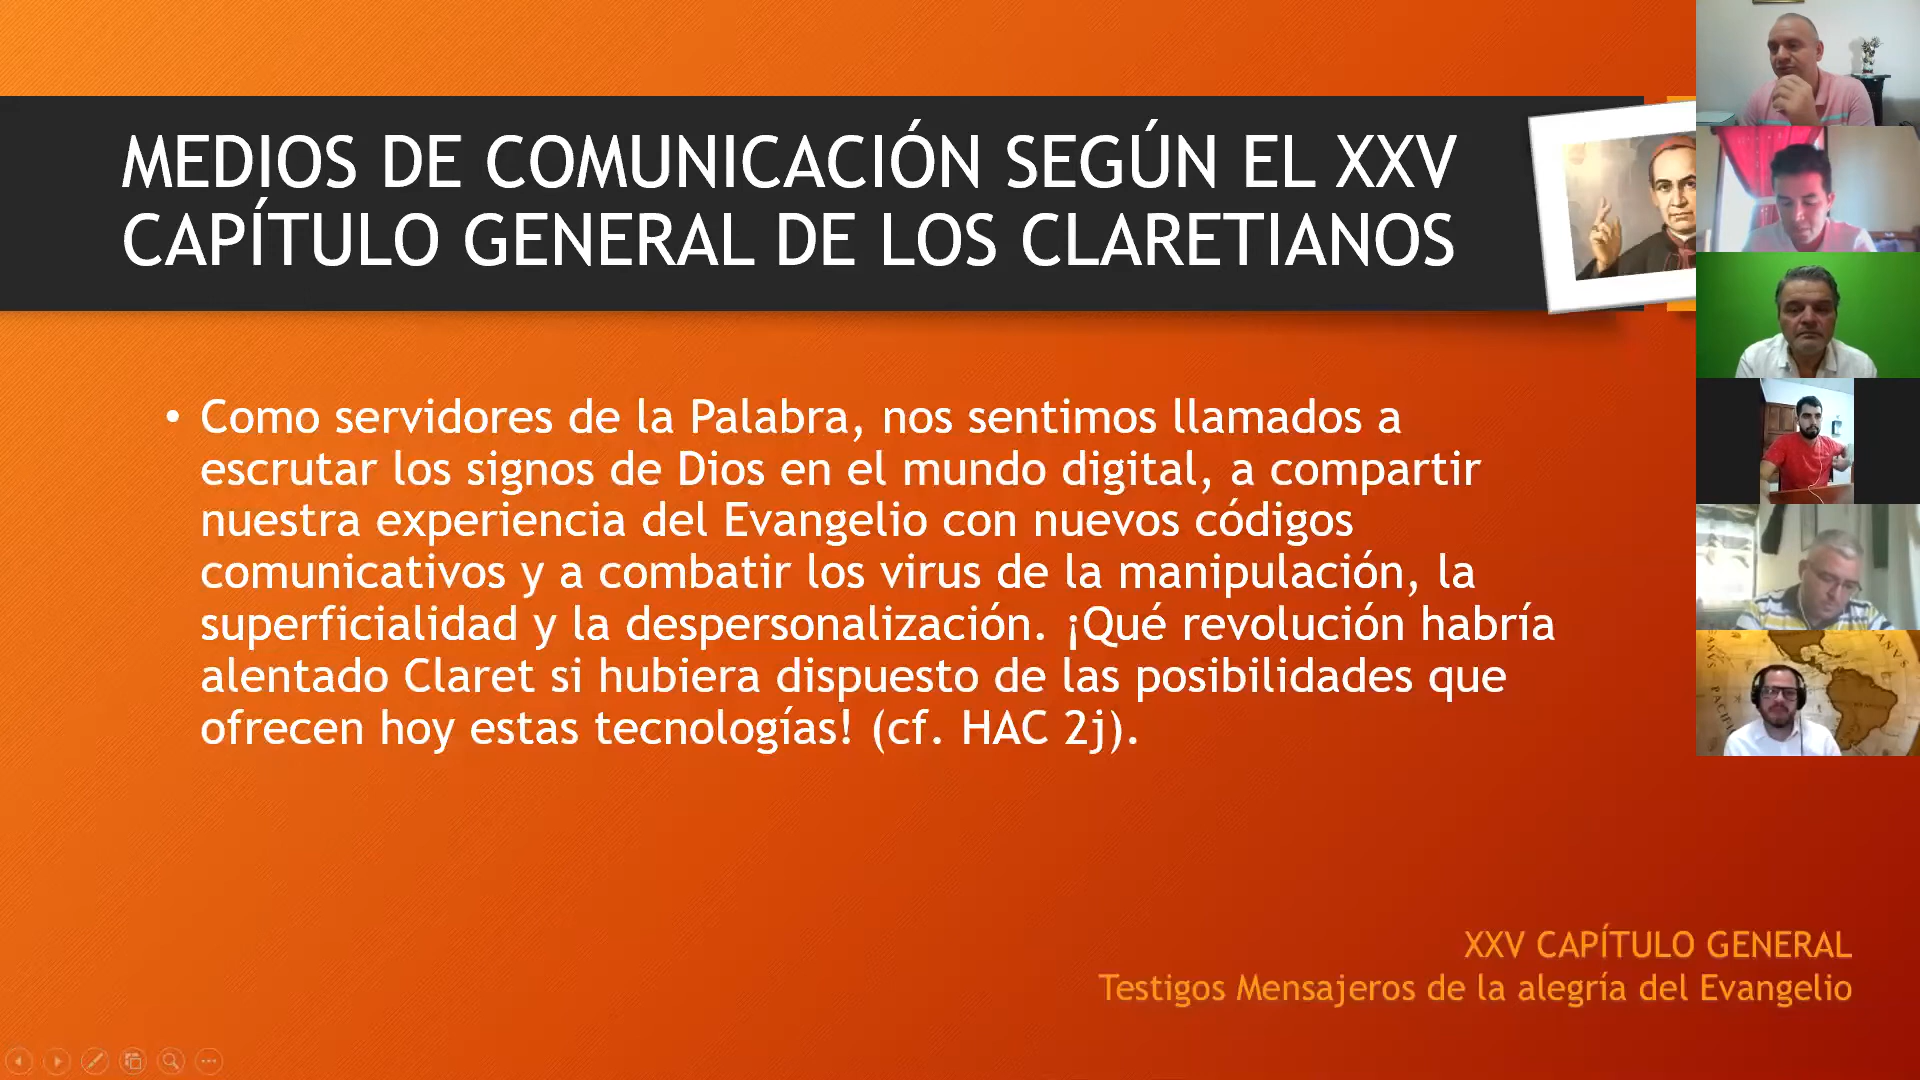 MEDIOS DE COMUNICACIÓN SEGÚN EL XXV
CAPÍTULO GENERAL DE LOS CLARETIANOS
• Como servidores de la Palabra, nos sentimos llamados a
escrutar los signos de Dios en el mundo digital, a compartir
nuestra experiencia del Evangelio con nuevos códigos
comunicativos y a combatir los virus de la manipulación, la
superficialidad y la despersonalización. ¡Qué revolución habría
alentado Claret si hubiera dispuesto de las posibilidades que
ofrecen hoy estas tecnologías! (cf. HAC 2j).
XXV CAPÍTULO GENERAL
Testigos Mensajeros de la alegría del Evangelio